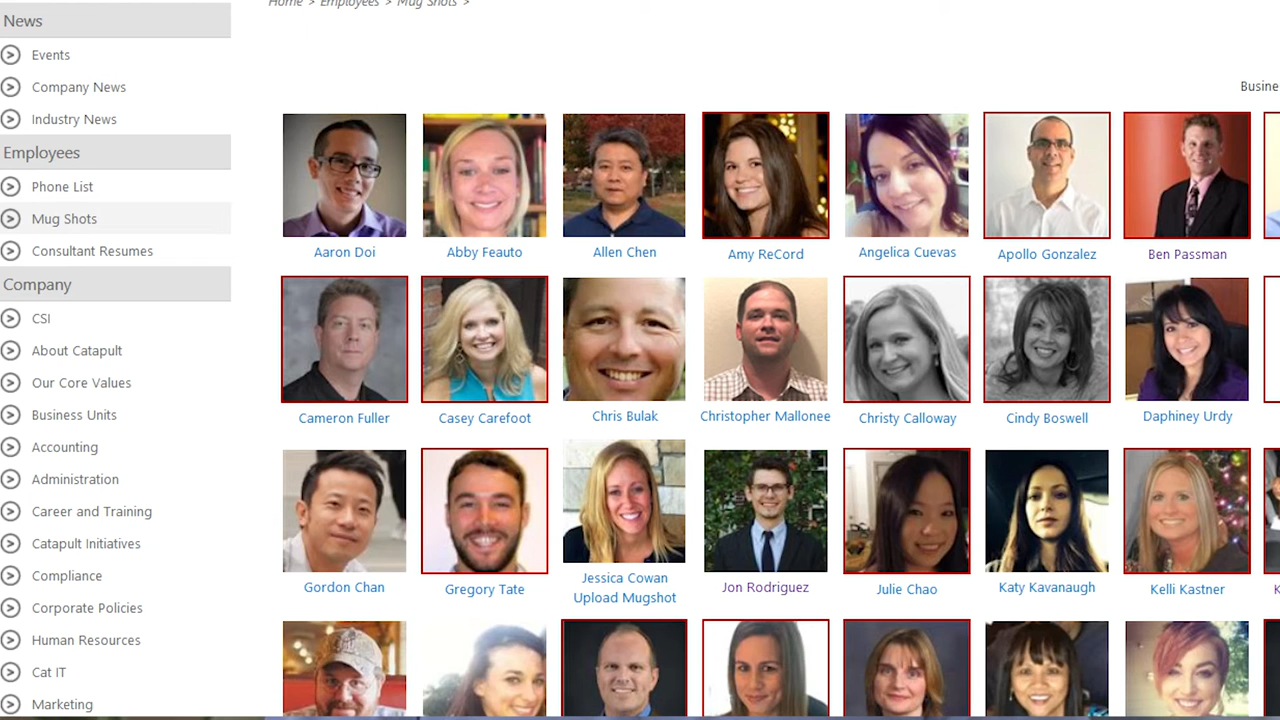 Home > Employees > Mug Shots >
News
Events
Company News
Industry News
Employees
Phone List
Mug Shots
Consultant Resumes
Company
CSI
About Catapult
Our Core Values
Business Units
Accounting
Administration
Career and Training
Catapult Initiatives
Compliance
Corporate Policies
Human Resources
Cat IT
Marketing
Busine
Aaron Doi
Abby Feauto
Allen Chen
Amy ReCord
Angelica Cuevas
Apollo Gonzalez
Ben Passman
Cameron Fuller
Casey Carefoot
Chris Bulak
Christopher Mallonee
Christy Calloway
Cindy Boswell
Daphiney Urdy
Gordon Chan
Gregory Tate
Jessica Cowan
Upload Mugshot
Jon Rodriguez
Julie Chao
Katy Kavanaugh
Kelli Kastner